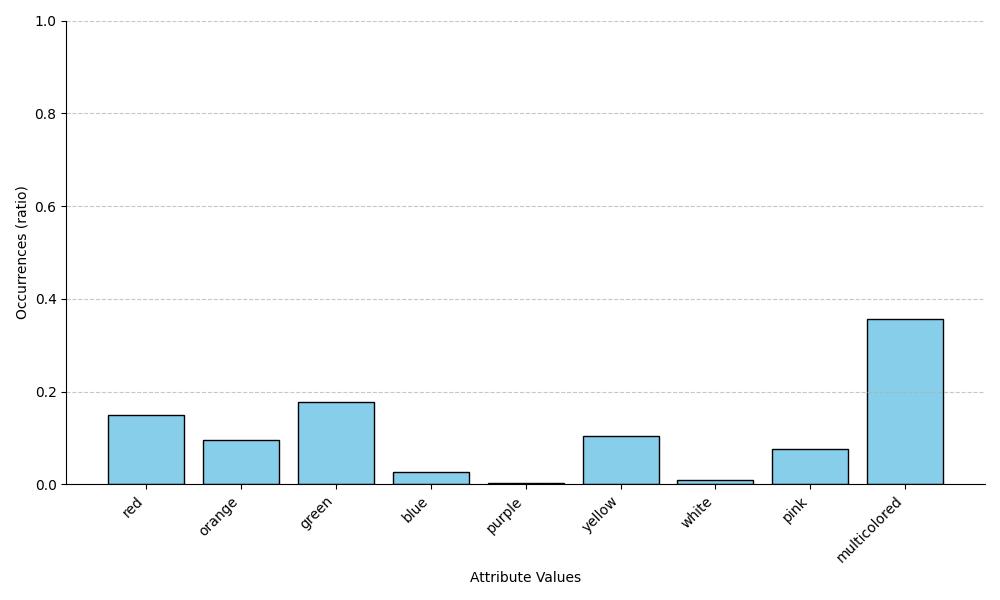 1.0
0.8
0.6
0.4
0.2
0.0
Occurrences (ratio)
red
orange
green
blue
purple
yellow
white
pink
multicolored
Attribute Values